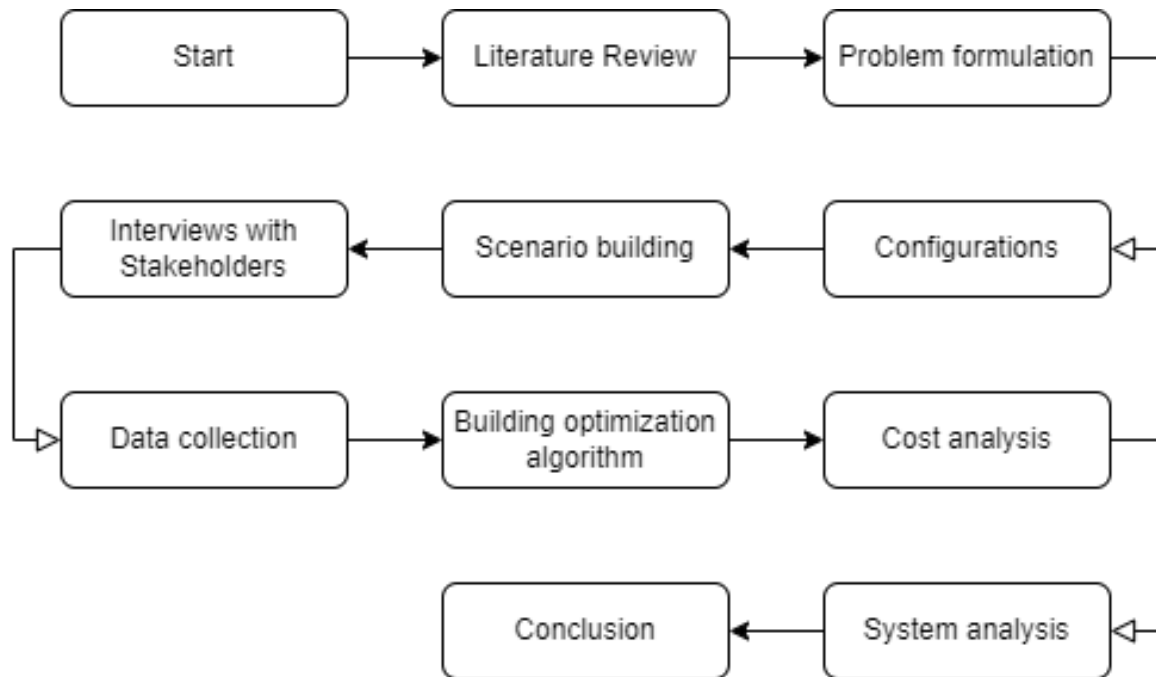 Start
Literature Review
Problem formulation
Configurations
Scenario building
Interviews with
Stakeholders
Data collection
Building optimization
algorithm
Cost analysis
System analysis
Conclusion